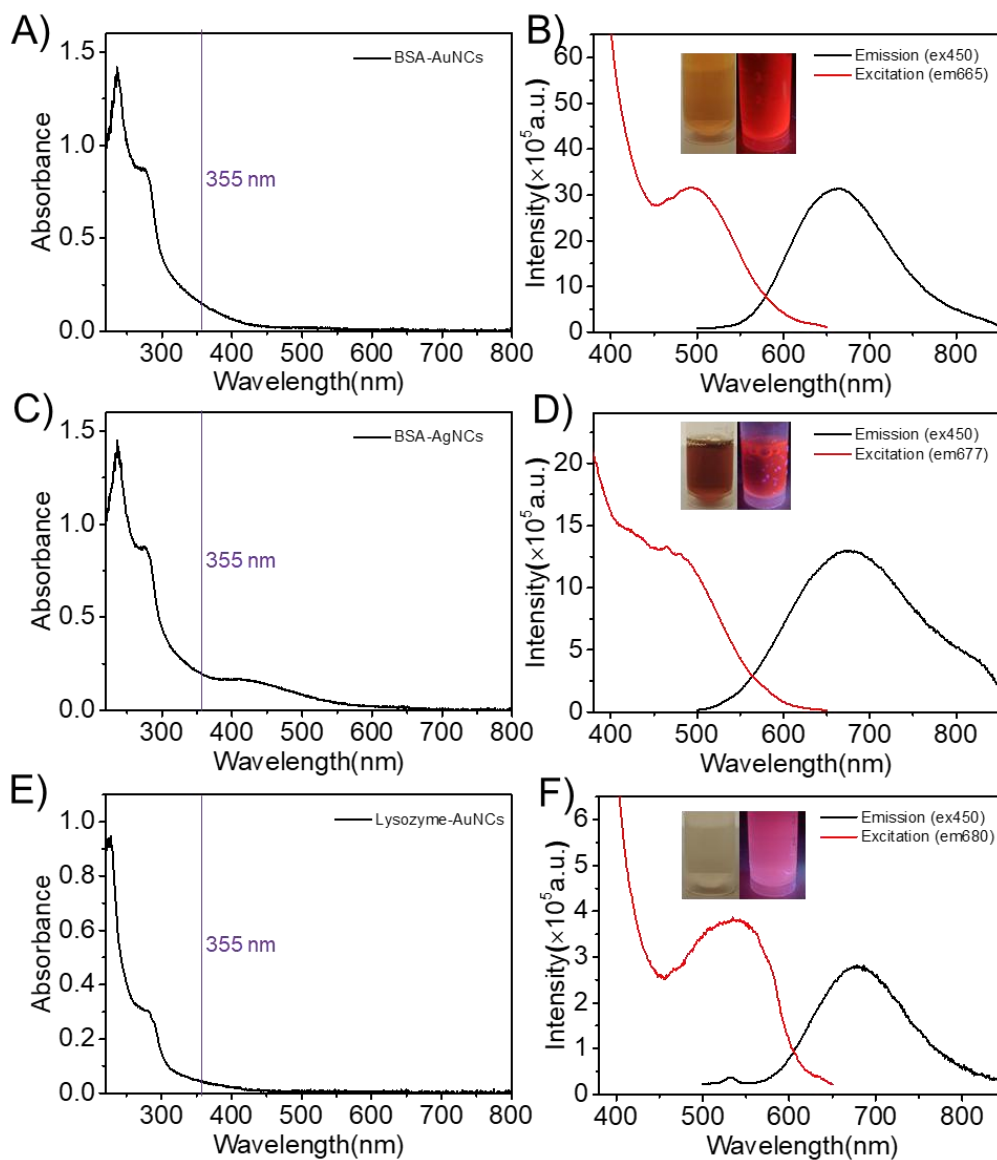 A)
1.5
1.0
0.5
0.0
Absorbance
BSA-AuNCs
355 nm
300 400 500 600 700 800
Wavelength(nm)
B)
60
50
40
30
20
10
0
Intensity(×10⁵a.u.)
Emission (ex450)
Excitation (em665)
400 500 600 700 800
Wavelength(nm)
C)
1.5
1.0
0.5
0.0
Absorbance
BSA-AgNCs
355 nm
300 400 500 600 700 800
Wavelength(nm)
D)
20
15
10
5
0
Intensity(×10⁵a.u.)
Emission (ex450)
Excitation (em677)
400 500 600 700 800
Wavelength(nm)
E)
1.0
0.8
0.6
0.4
0.2
0.0
Absorbance
Lysozyme-AuNCs
355 nm
300 400 500 600 700 800
Wavelength(nm)
F)
6
5
4
3
2
1
0
Intensity(×10⁵a.u.)
Emission (ex450)
Excitation (em680)
400 500 600 700 800
Wavelength(nm)